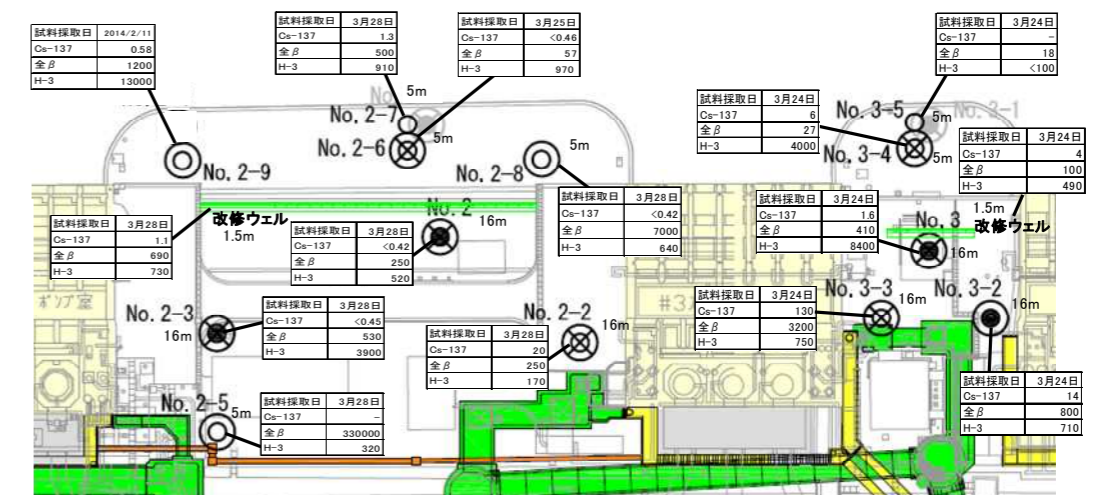 試料採取日 2014/2/11
Cs-137 0.58
全β 1200
H-3 13000
試料採取日 3月28日
Cs-137 1.3
全β 500
H-3 910
試料採取日 3月25日
Cs-137 <0.46
全β 57
H-3 970
試料採取日 3月24日
Cs-137 -
全β 18
H-3 <100
No. 5m
No. 2-7
5m
No. 2-6
No. 2-9
No. 2-8
5m
試料採取日 3月24日
Cs-137 6
全β 27
H-3 4000
No. 3-5
5m
No. 3-1
No. 3-4
5m
試料採取日 3月24日
Cs-137 4
全β 100
H-3 490
改修ウェル
1.5m
試料採取日 3月28日
Cs-137 1.1
全β 690
H-3 730
No. 2
16m
試料採取日 3月28日
Cs-137 <0.42
全β 250
H-3 520
試料採取日 3月28日
Cs-137 <0.42
全β 7000
H-3 640
試料採取日 3月24日
Cs-137 1.6
全β 410
H-3 8400
No. 3
16m
1.5m
改修ウェル
ポンプ室
No. 2-3
16m
試料採取日 3月28日
Cs-137 <0.45
全β 530
H-3 3900
No. 2-2
16m
試料採取日 3月28日
Cs-137 20
全β 250
H-3 170
#3
試料採取日 3月24日
Cs-137 130
全β 3200
H-3 750
No. 3-3
16m
No. 3-2
16m
試料採取日 3月24日
Cs-137 14
全β 800
H-3 710
No. 2-5
5m
試料採取日 3月28日
Cs-137 -
全β 330000
H-3 320